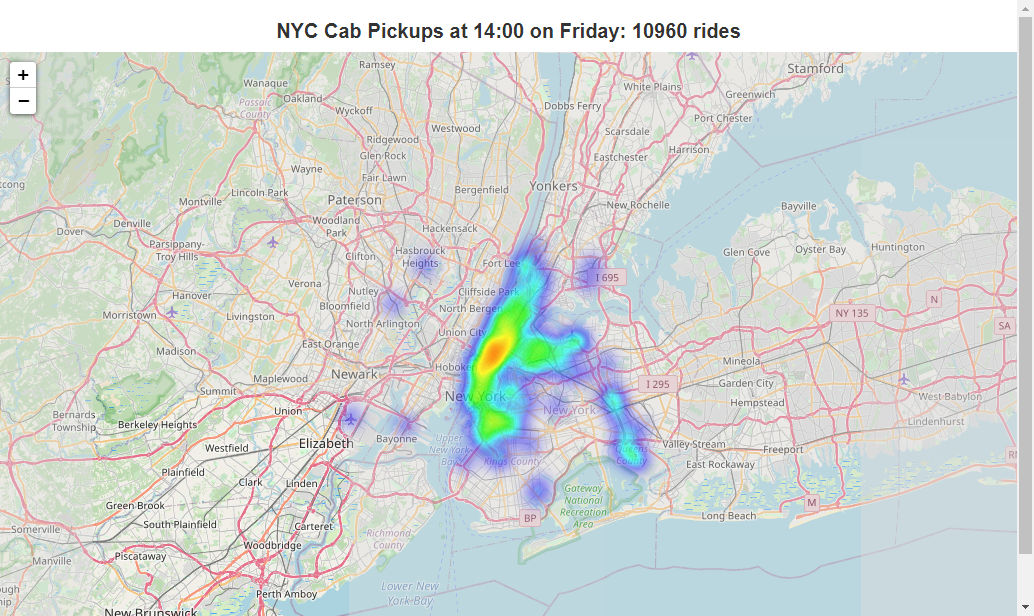 NYC Cab Pickups at 14:00 on Friday: 10960 rides
+
−
Ramsey
Stamford
Wanaque
White Plains
Greenwich
Oakland
Passaic
County
Wyckoff
Dobbs Ferry
Port Chester
Westwood
Scarsdale
Ridgewood
Glen Rock
Harrison
Eastchester
Wayne
Fair Lawn
Lincoln Park
Bergenfield
Yonkers
Montville
Paterson
New Rochelle
Bayville
Denville
Woodland
Park
Hackensack
Dover
Parsippany-
Troy Hills
Clifton
Hasbrouck
Heights
Fort Lee
Glen Cove
Oyster Bay
Huntington
I 695
Verona
Nutley
Cliffside Park
Hanover
Bloomfield
North Bergen
N
Morristown
Livingston
North Arlington
NY 135
SA
East Orange
Union City
Madison
Mineola
Newark
Hoboken
Maplewood
I 295
Garden City
Summit
New York
West Babylon
Hempstead
Bernards
Township
Union
New York
Berkeley Heights
Bayonne
Lindenhurst
Elizabeth
Upper
New York
Bay
Valley Stream
Westfield
Queens
County
Freeport
Kings County
East Rockaway
Plainfield
Clark
Linden
Gateway
National
Recreation
Area
M
Green Brook
BP
Long Beach
South Plainfield
Carteret
Somerville
Richmond
County
Woodbridge
Piscataway
Manville
Lower New
York Bay
Perth Amboy
New Brunswick